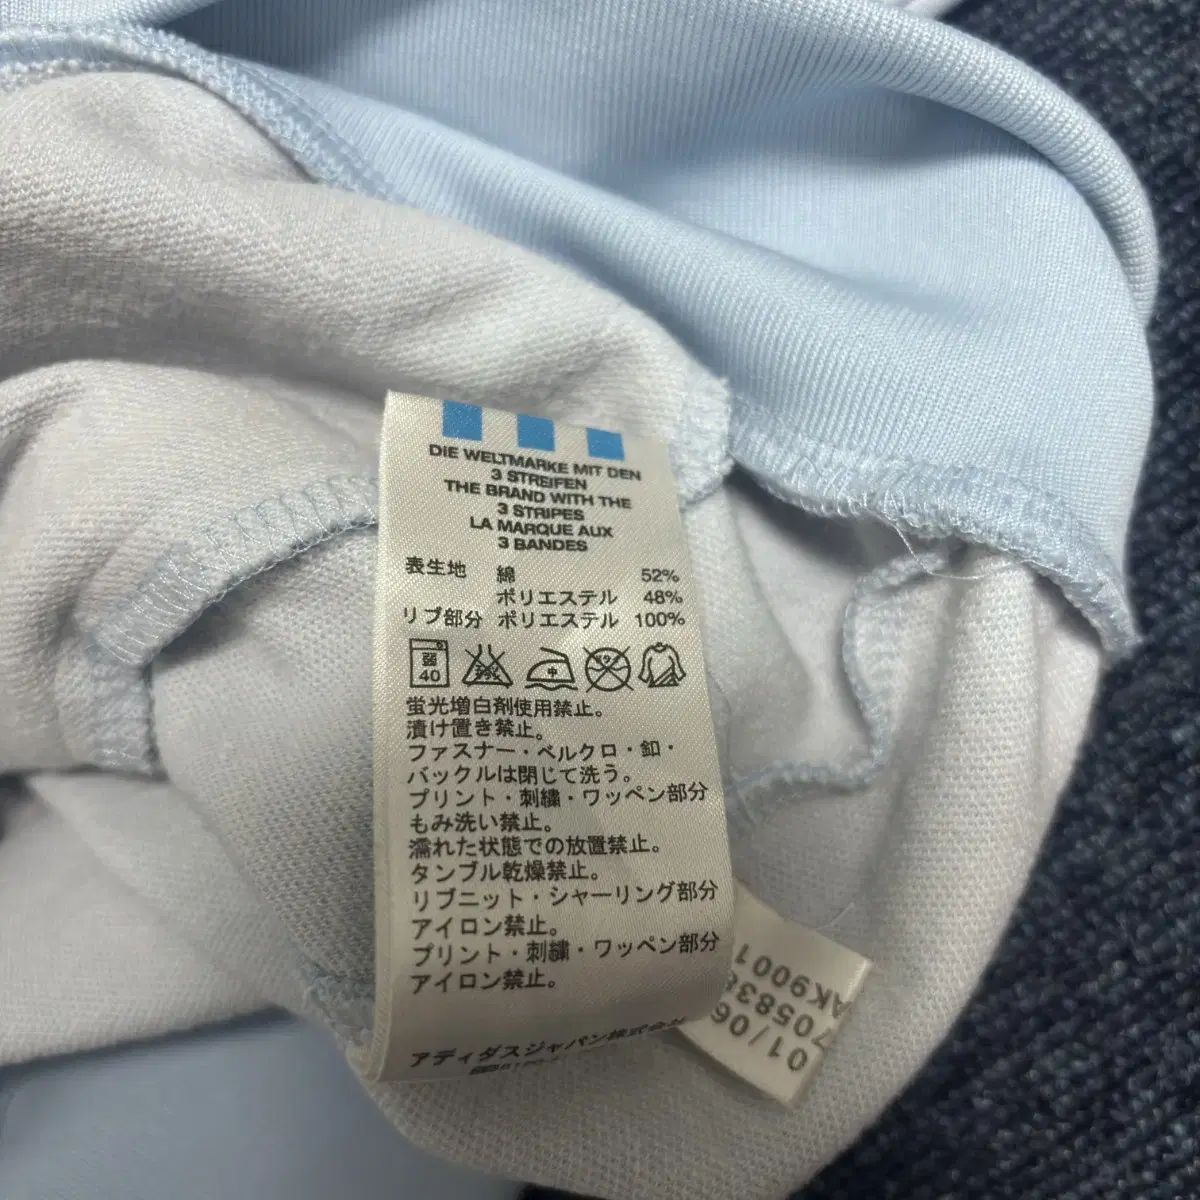 DIE WELTMARKE MIT DEN
3 STREIFEN
THE BRAND WITH THE
3 STRIPES
LA MARQUE AUX
3 BANDES
表生地 綿 52%
ポリエステル 48%
リブ部分 ポリエステル 100%
弱 40 中
蛍光増白剤使用禁止。
漬け置き禁止。
ファスナー・ベルクロ・釦・
バックルは閉じて洗う。
プリント・刺繍・ワッペン部分
もみ洗い禁止。
濡れた状態での放置禁止。
タンブル乾燥禁止。
リブニット・シャーリング部分
アイロン禁止。
プリント・刺繍・ワッペン部分
アイロン禁止。
アディダスジャパン株式会社
01/06
705838
AK9001